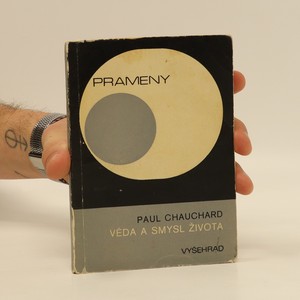 PRAMENY
PAUL CHAUCHARD
VĚDA A SMYSL ŽIVOTA
VYŠEHRAD